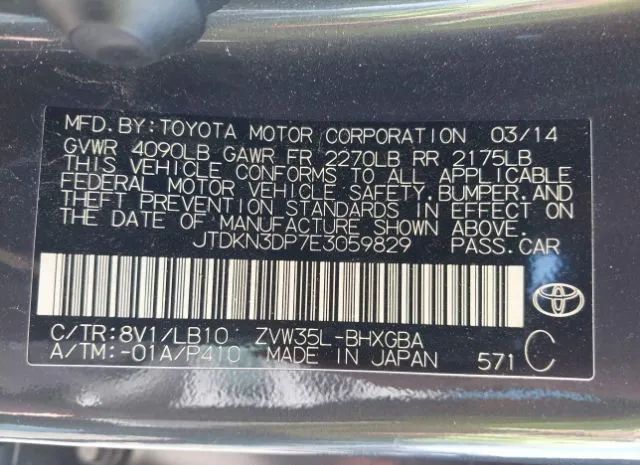 MFD.BY:TOYOTA MOTOR CORPORATION 03/14
GVWR 4090LB GAWR FR 2270LB RR 2175LB
THIS VEHICLE CONFORMS TO ALL APPLICABLE
FEDERAL MOTOR VEHICLE SAFETY,BUMPER,AND
THEFT PREVENTION STANDARDS IN EFFECT ON
THE DATE OF MANUFACTURE SHOWN ABOVE.
JTDKN3DP7E3059829 PASS.CAR
C/TR:8V1/LB10 ZVW35L-BHXGBA
A/TM:-01A/P410 MADE IN JAPAN 571 C